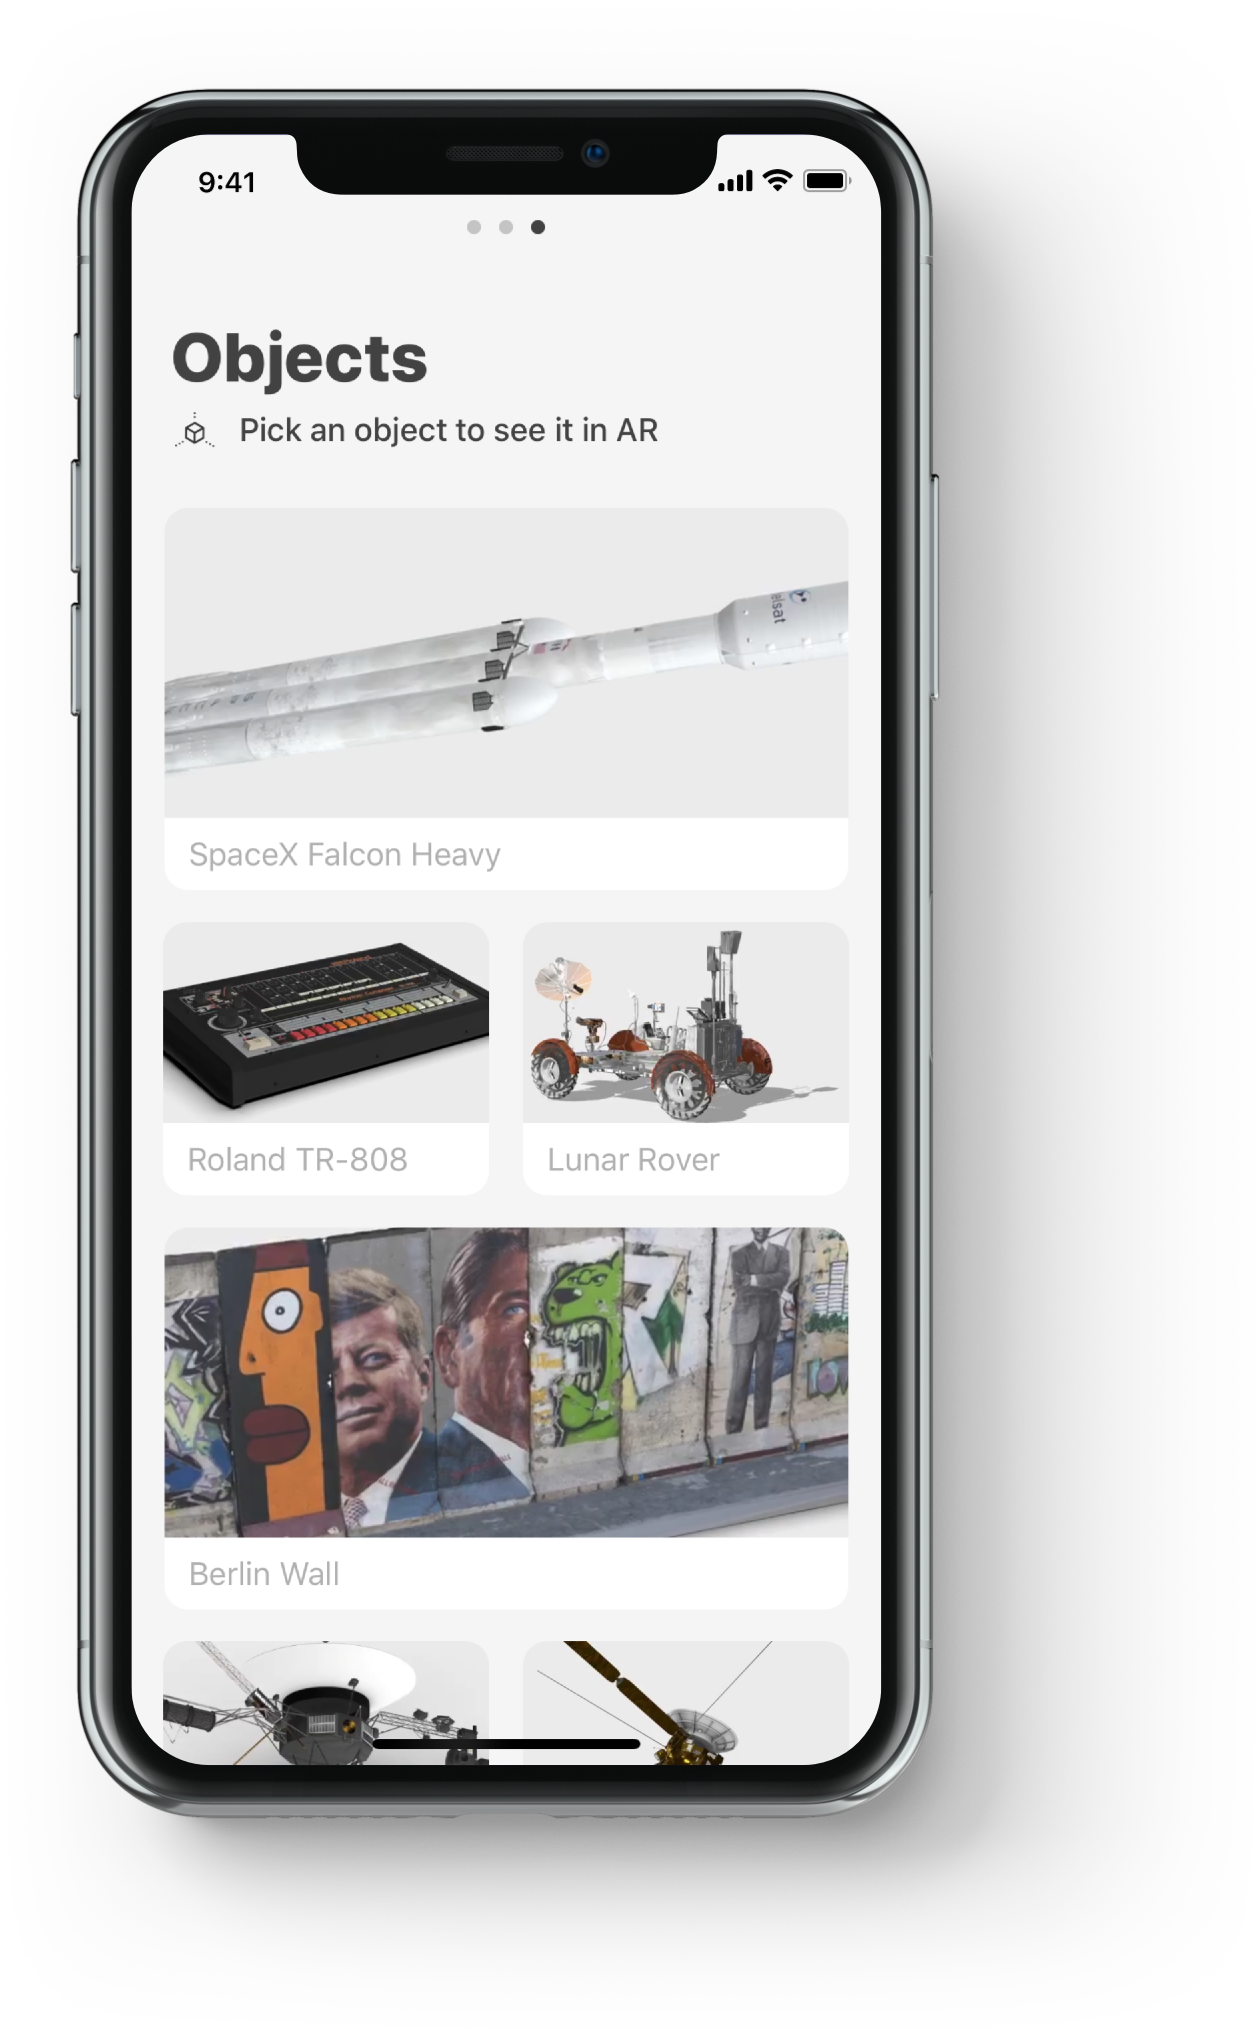 9:41
Objects
Pick an object to see it in AR
elsat
SpaceX Falcon Heavy
Roland TR-808
Lunar Rover
Berlin Wall